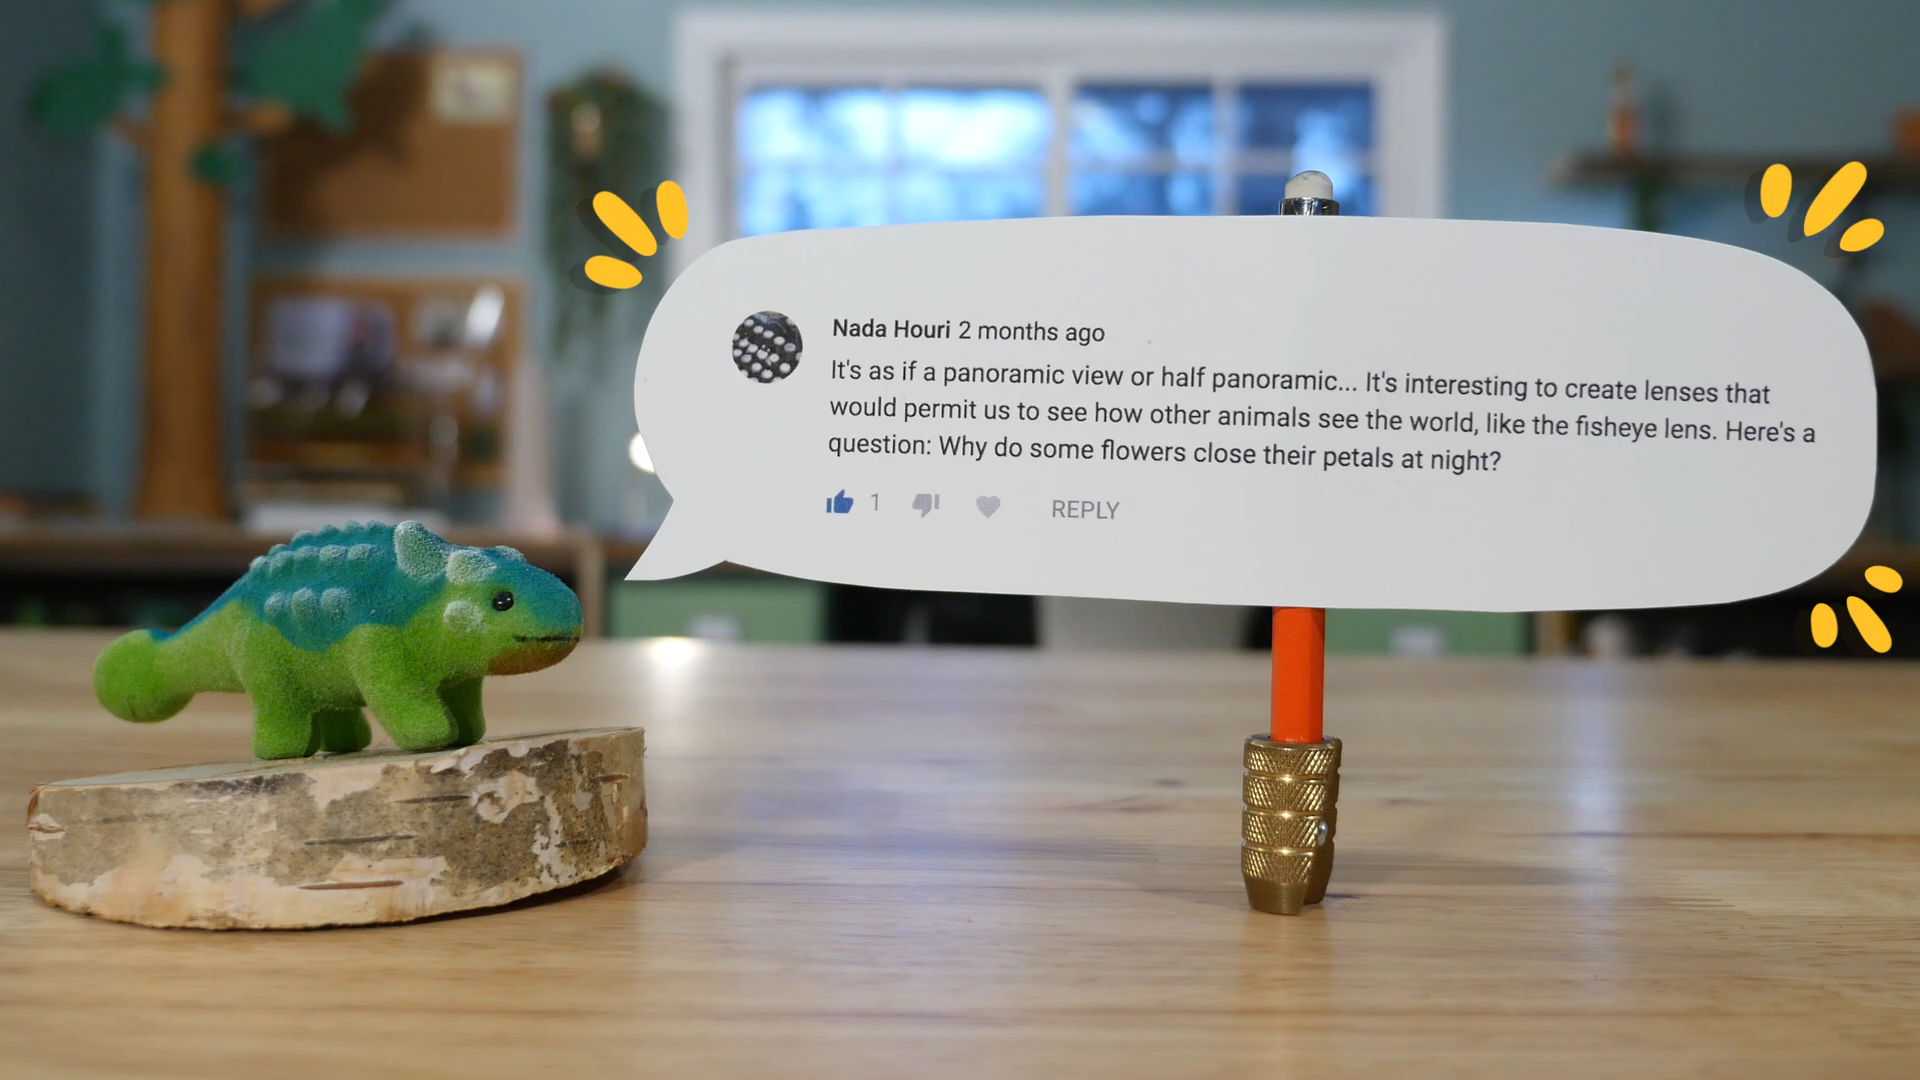 Nada Houri 2 months ago
It's as if a panoramic view or half panoramic... It's interesting to create lenses that
would permit us to see how other animals see the world, like the fisheye lens. Here's a
question: Why do some flowers close their petals at night?
1 REPLY